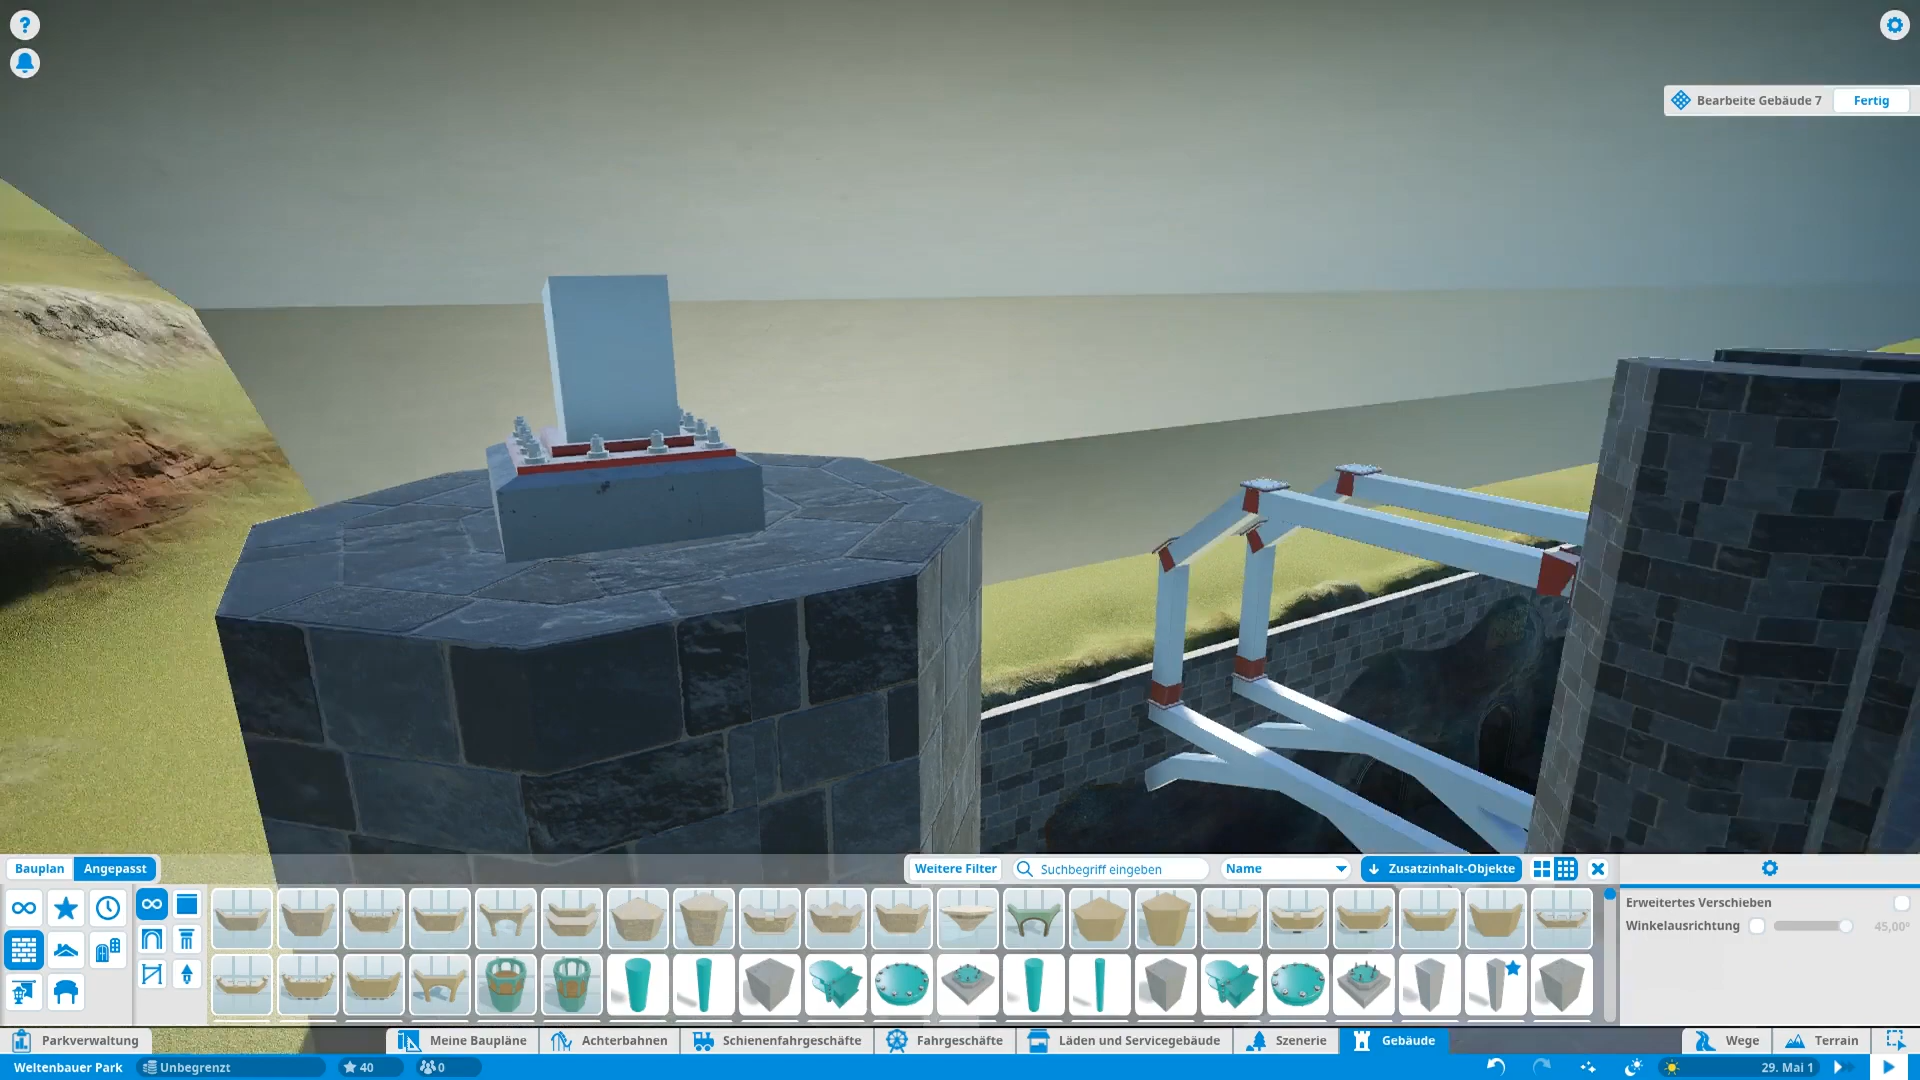 Bearbeite Gebäude 7
Fertig
Bauplan
Angepasst
Weitere Filter
Suchbegriff eingeben
Name
Zusatzinhalt-Objekte
Erweitertes Verschieben
Winkelausrichtung
45,00°
Parkverwaltung
Meine Baupläne
Achterbahnen
Schienenfahrgeschäfte
Fahrgeschäfte
Läden und Servicegebäude
Szenerie
Gebäude
Wege
Terrain
Weltenbauer Park
Unbegrenzt
40
0
29. Mai 1